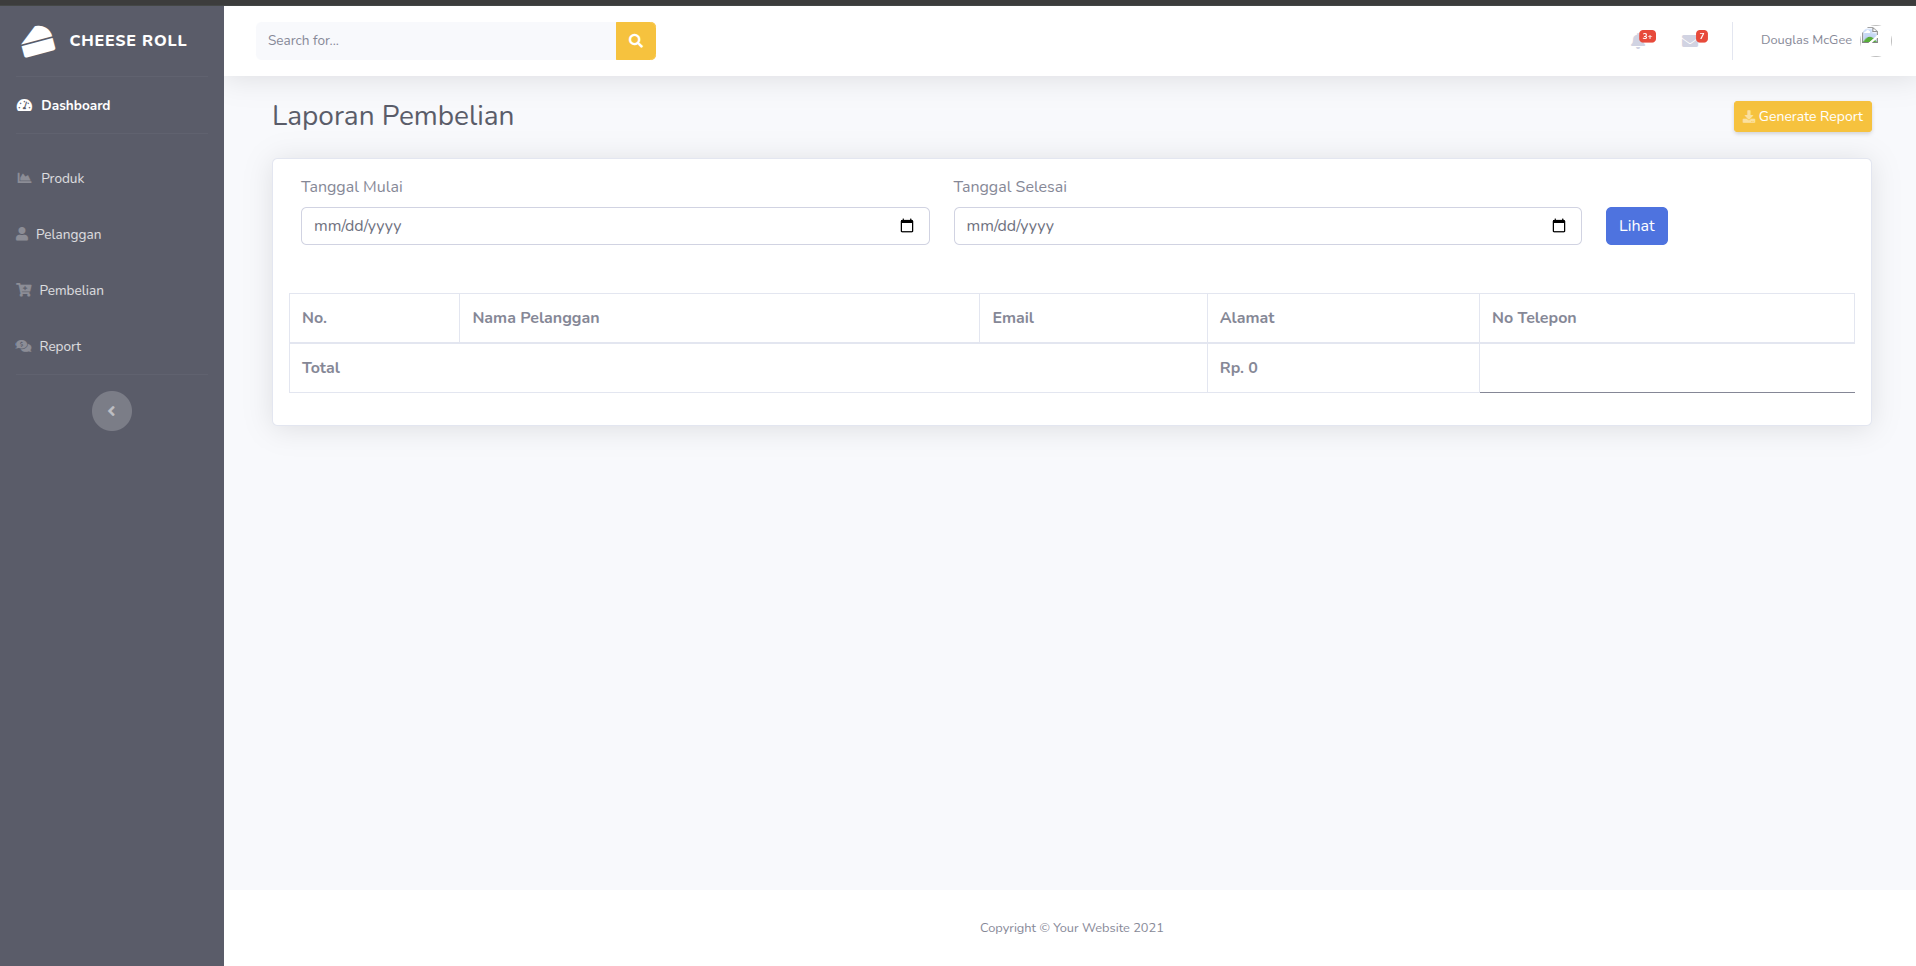 CHEESE ROLL
Dashboard
Produk
Pelanggan
Pembelian
Report
Search for...
3+
7
Douglas McGee
Laporan Pembelian
Generate Report
Tanggal Mulai
Tanggal Selesai
mm/dd/yyyy
mm/dd/yyyy
Lihat
No. Nama Pelanggan Email Alamat No Telepon
Total Rp. 0
Copyright © Your Website 2021